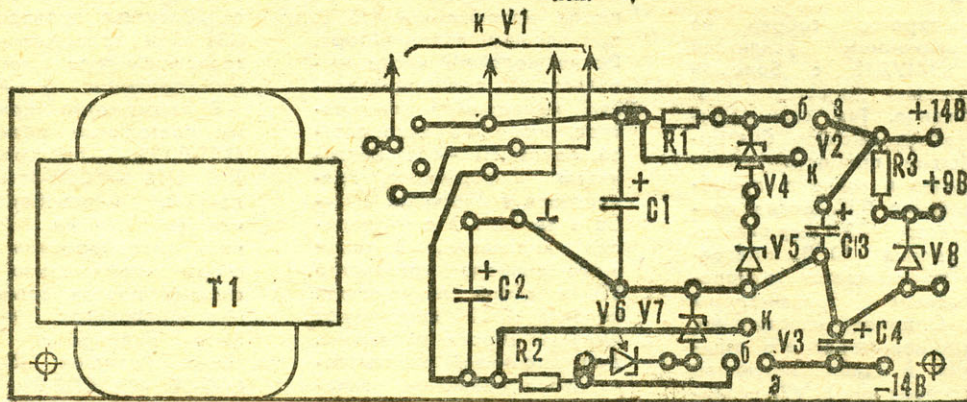 к V1
б
э
+14В
R1
V2
к
R3
V4
+9В
+
C1
+
C3
⊥
V5
V8
T1
+
C2
V6 V7
к
+C4
R2
б
V3
э
-14В